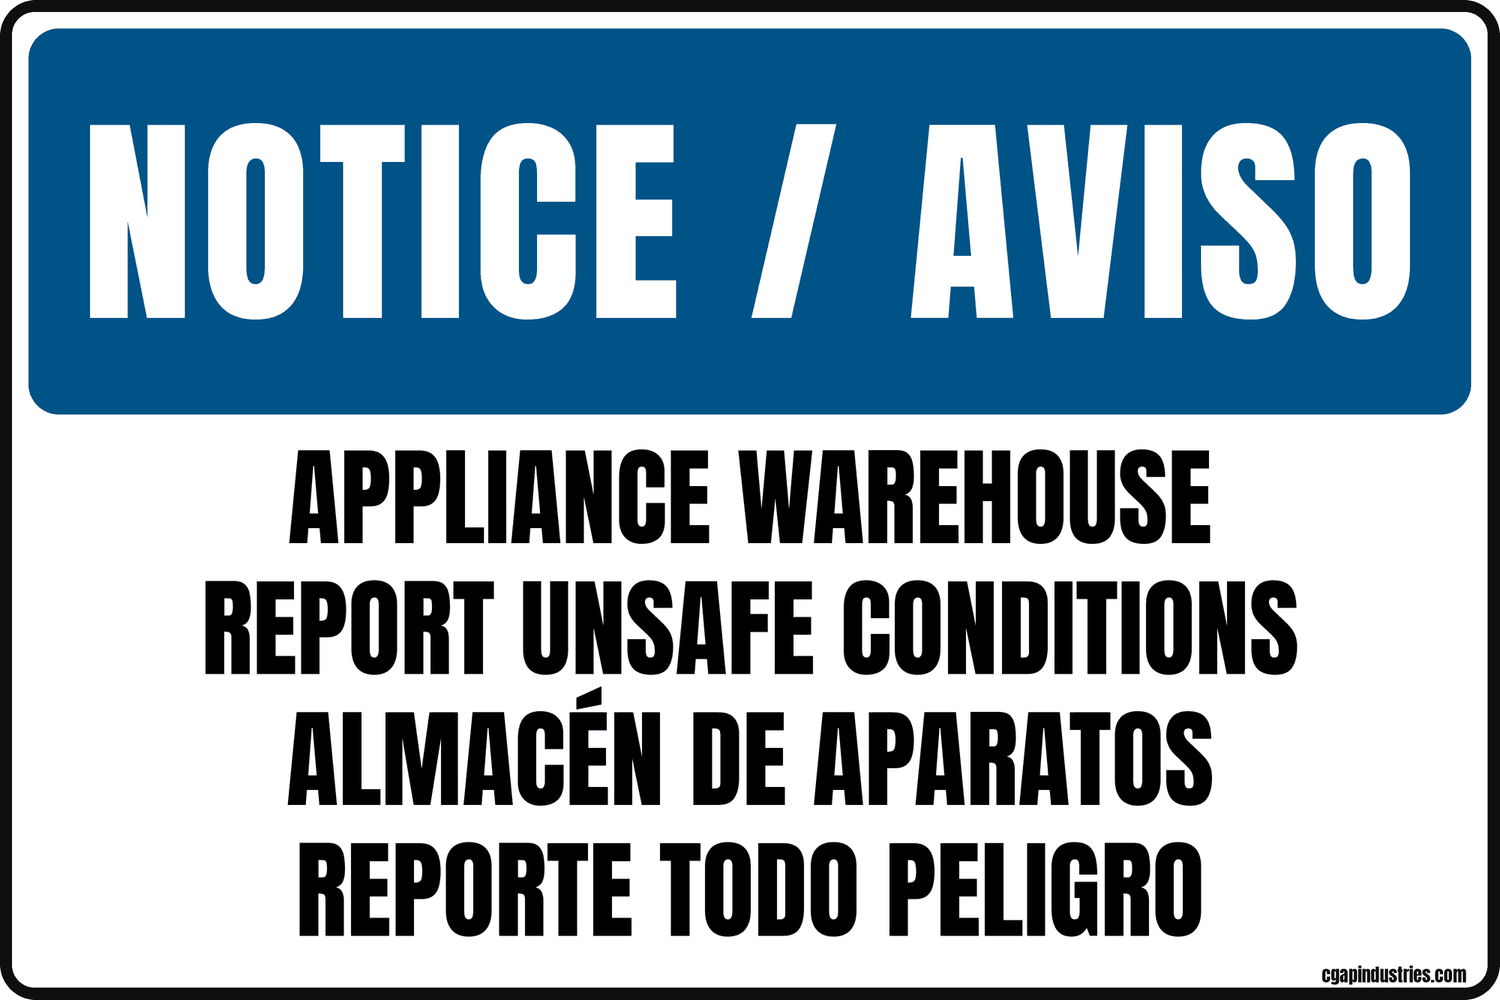 NOTICE / AVISO
APPLIANCE WAREHOUSE
REPORT UNSAFE CONDITIONS
ALMACÉN DE APARATOS
REPORTE TODO PELIGRO
cgapindustries.com